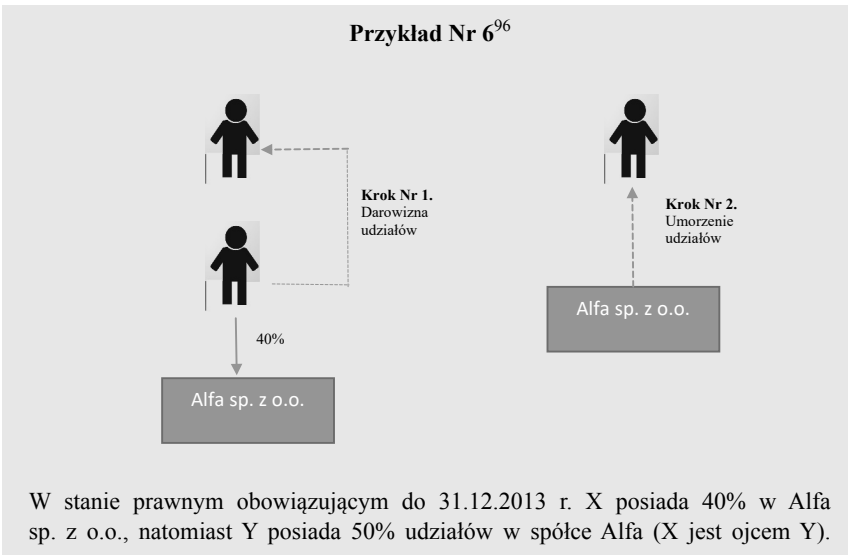 Przykład Nr 6⁹⁶
Krok Nr 1.
Darowizna
udziałów
40%
Alfa sp. z o.o.
Krok Nr 2.
Umorzenie
udziałów
Alfa sp. z o.o.
W stanie prawnym obowiązującym do 31.12.2013 r. X posiada 40% w Alfa
sp. z o.o., natomiast Y posiada 50% udziałów w spółce Alfa (X jest ojcem Y).